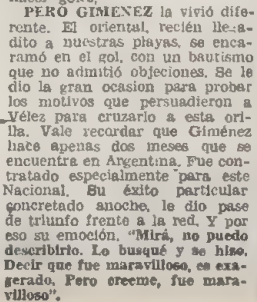 PERO GIMENEZ la vivió dife-
rente. El oriental, recién lle-
dito a nuestras playas, se enca-
ramó en el gol, con un bautismo
que no admitió objeciones. Se le
dio la gran ocasion para probar
los motivos que persuadieron a
Vélez para cruzarlo a esta ori-
lla. Vale recordar que Giménez
hace apenas dos meses que se
encuentra en Argentina. Fue con-
tratado especialmente para este
Nacional. Su éxito particular
concretado anoche, le dio pase
de triunfo frente a la red. Y por
eso su emoción. "Mirá, no puedo
describirlo. Lo busqué y se hizo.
Decir que fue maravilloso, es exa-
gerado. Pero creeme, fue mara-
villoso".